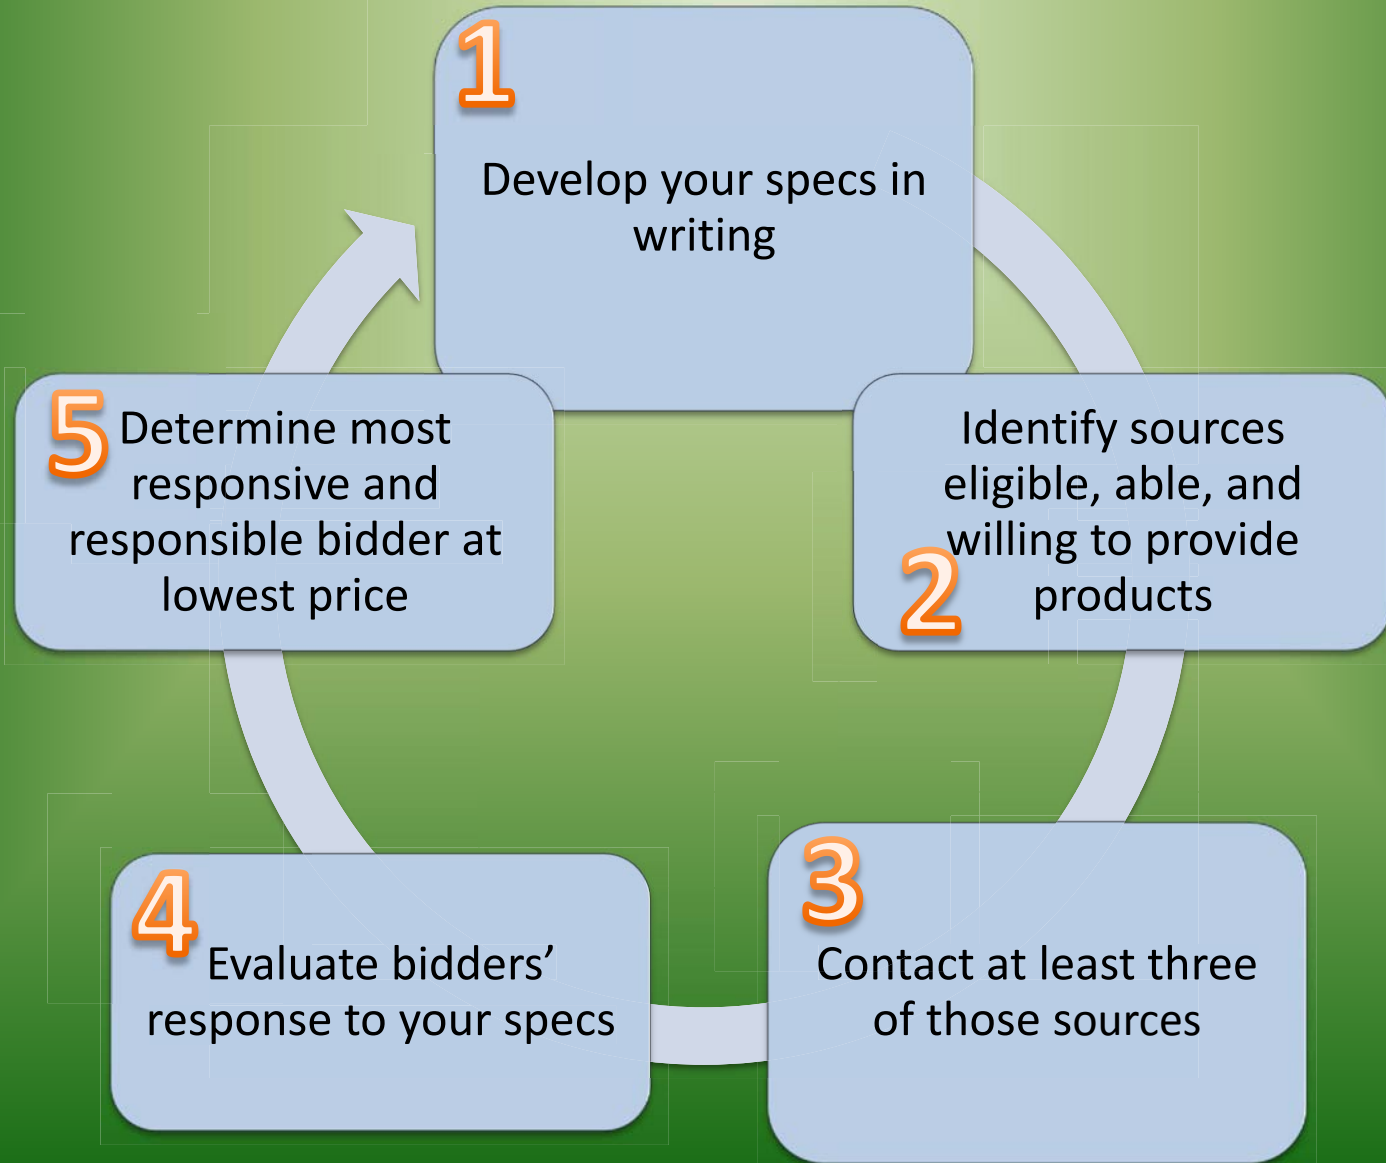 1
Develop your specs in
writing
2
Identify sources
eligible, able, and
willing to provide
products
3
Contact at least three
of those sources
4
Evaluate bidders’
response to your specs
5
Determine most
responsive and
responsible bidder at
lowest price